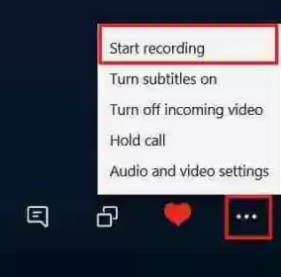 Start recording
Turn subtitles on
Turn off incoming video
Hold call
Audio and video settings